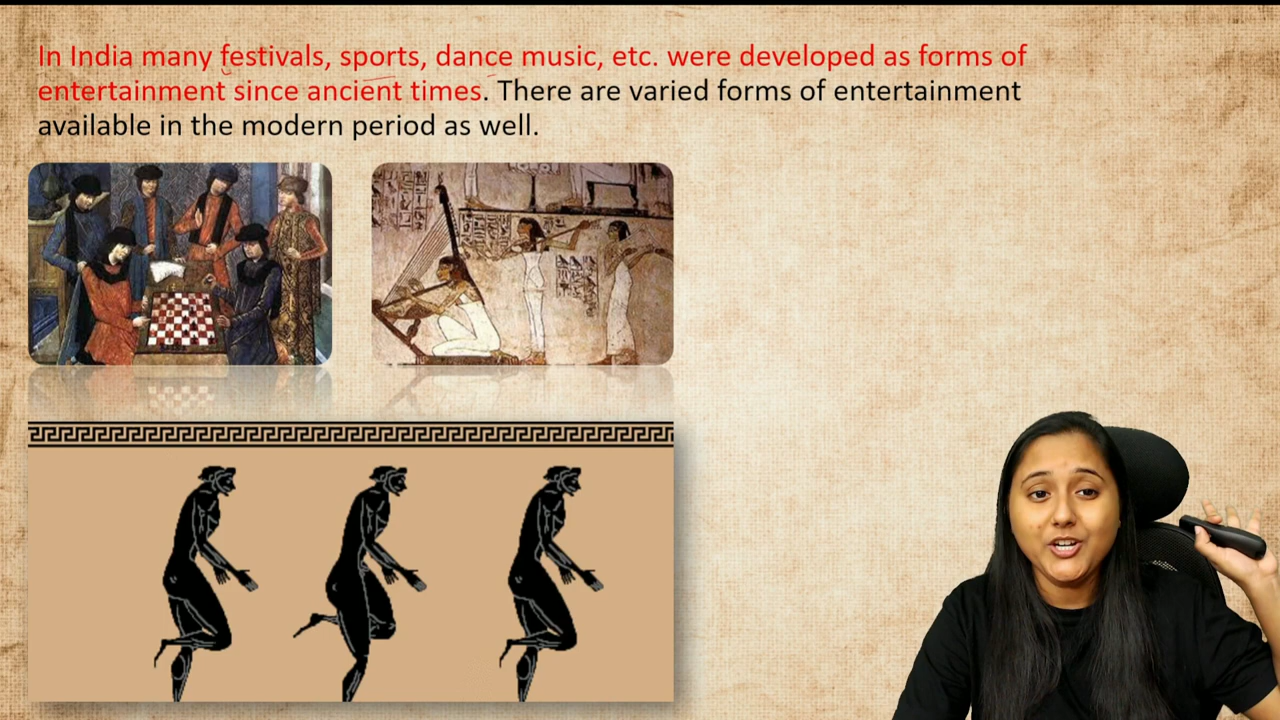 In India many festivals, sports, dance music, etc. were developed as forms of
entertainment since ancient times. There are varied forms of entertainment
available in the modern period as well.